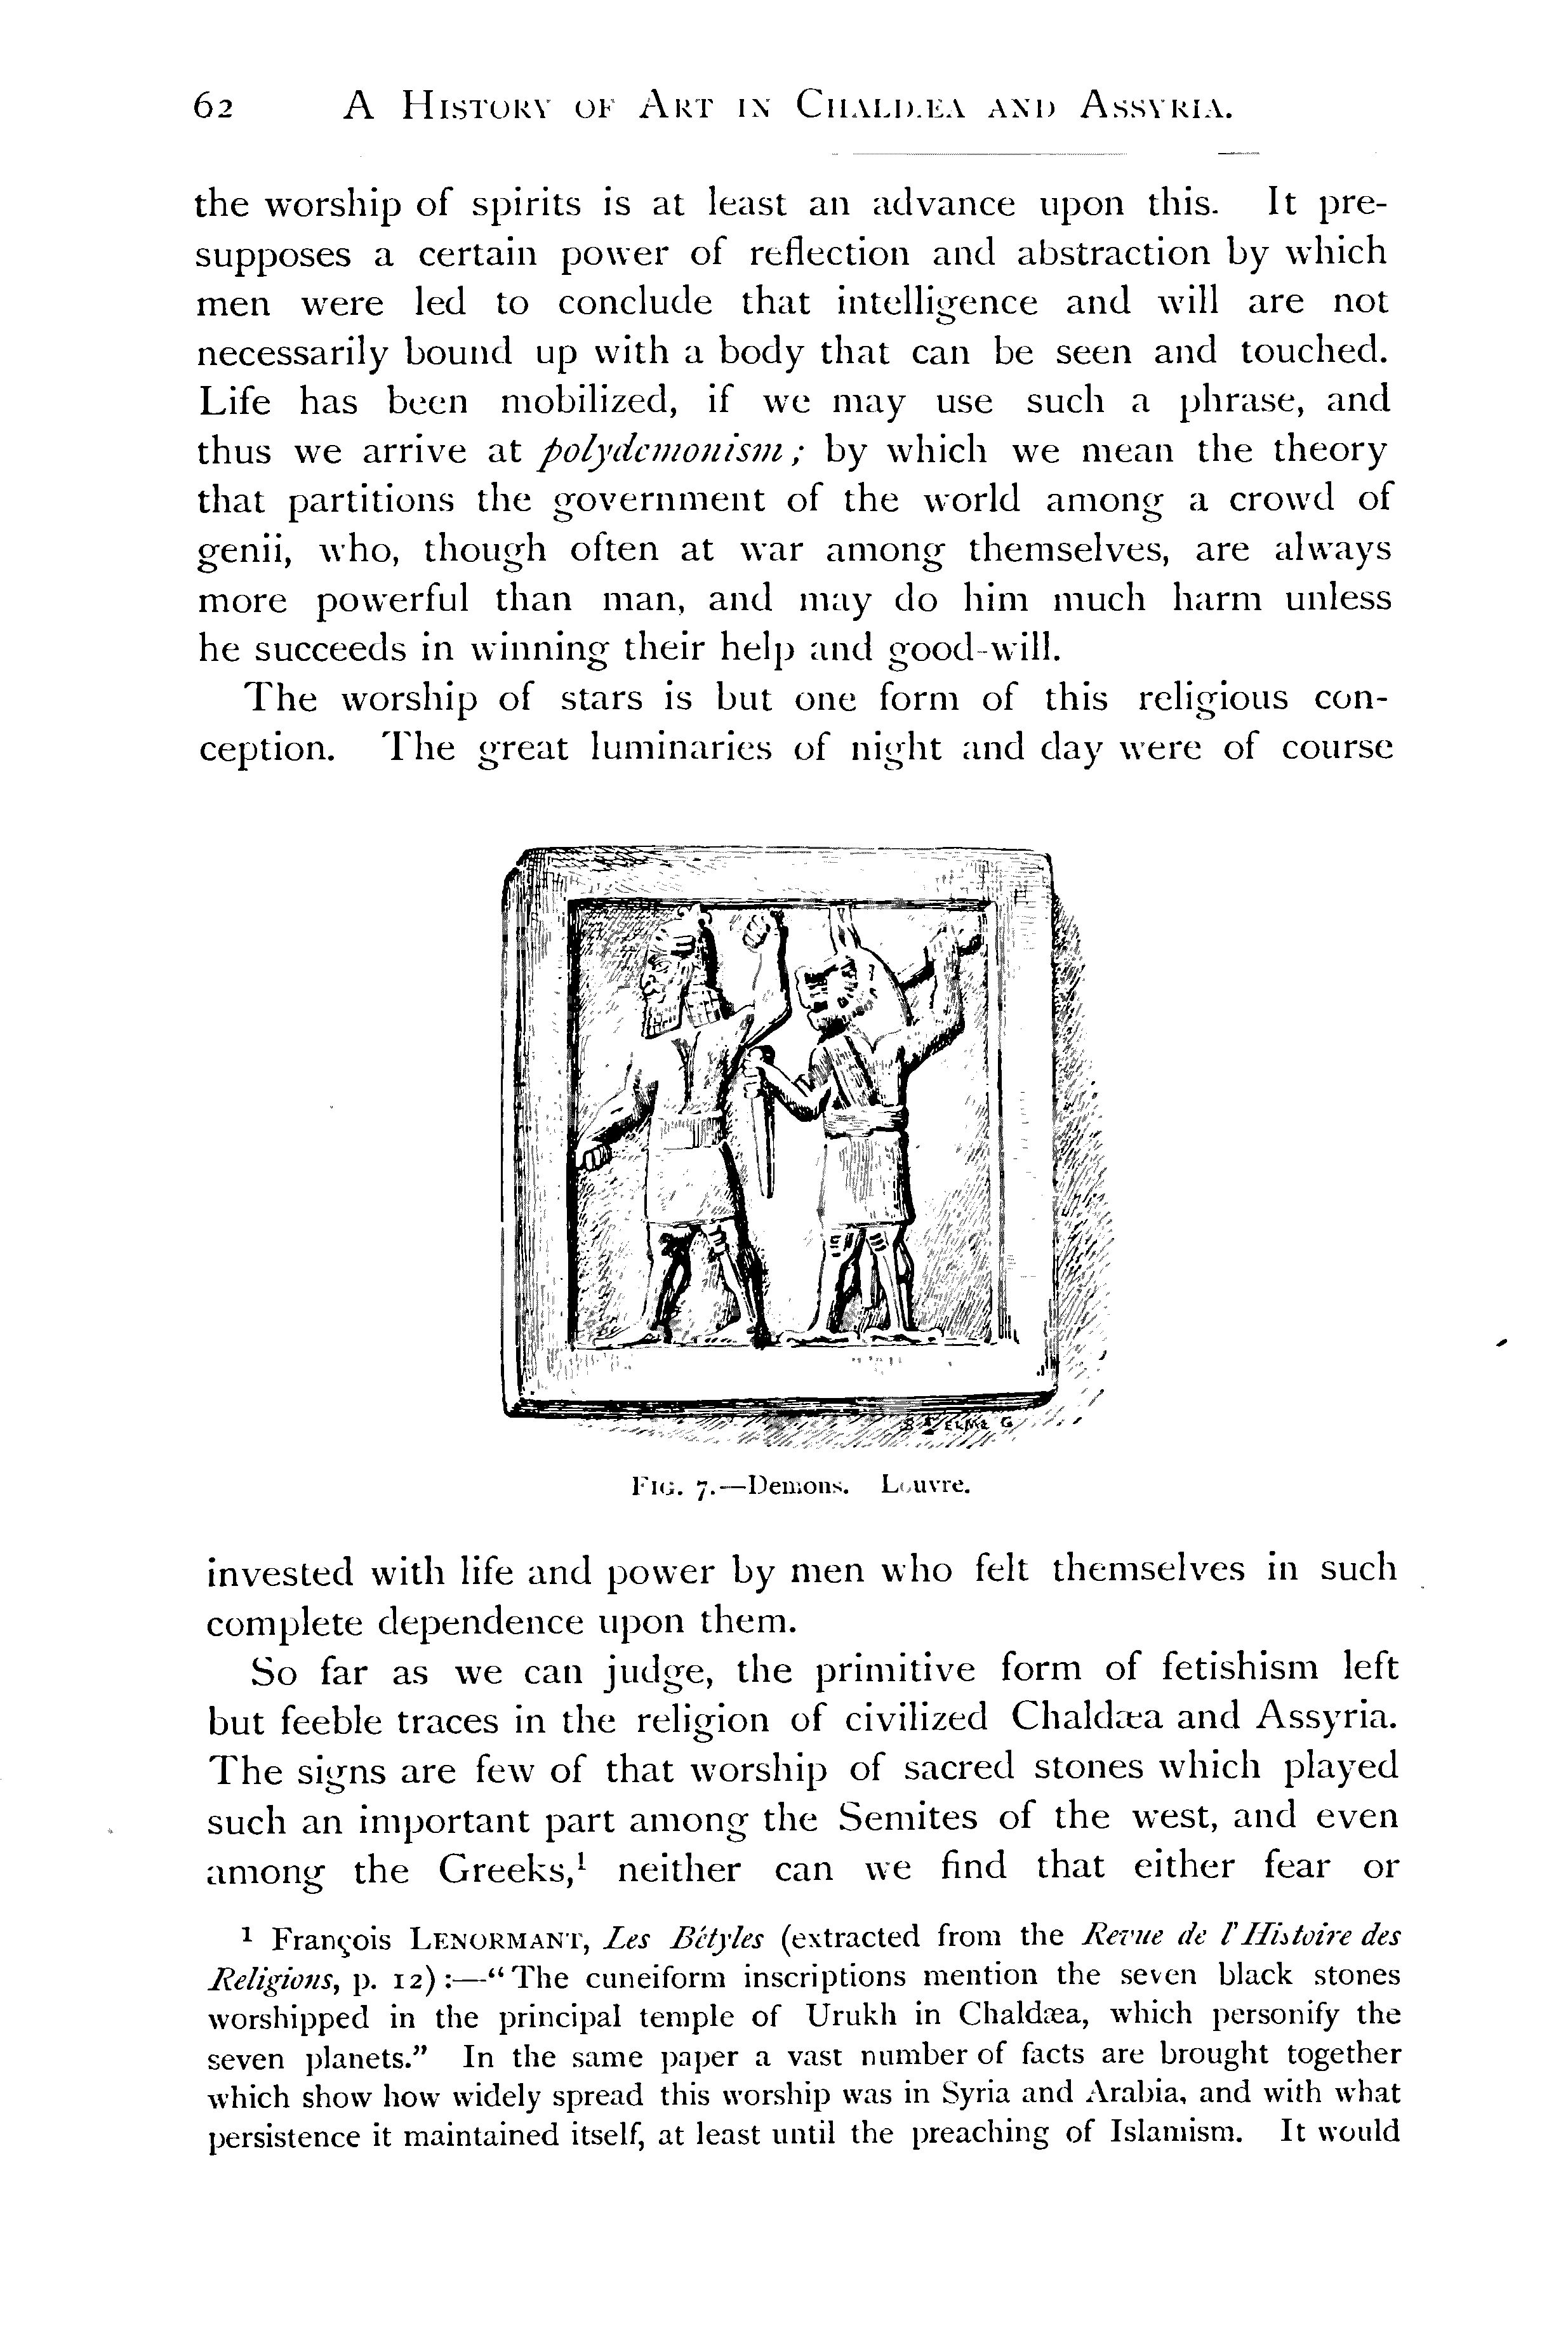 62 A History of Art in Chaldæa and Assyria.
the worship of spirits is at least an advance upon this. It pre-
supposes a certain power of reflection and abstraction by which
men were led to conclude that intelligence and will are not
necessarily bound up with a body that can be seen and touched.
Life has been mobilized, if we may use such a phrase, and
thus we arrive at polydemonism; by which we mean the theory
that partitions the government of the world among a crowd of
genii, who, though often at war among themselves, are always
more powerful than man, and may do him much harm unless
he succeeds in winning their help and good-will.
The worship of stars is but one form of this religious con-
ception. The great luminaries of night and day were of course
Fig. 7.—Demons. Louvre.
invested with life and power by men who felt themselves in such
complete dependence upon them.
So far as we can judge, the primitive form of fetishism left
but feeble traces in the religion of civilized Chaldæa and Assyria.
The signs are few of that worship of sacred stones which played
such an important part among the Semites of the west, and even
among the Greeks,¹ neither can we find that either fear or
¹ François Lenormant, Les Bétyles (extracted from the Revue de l'Histoire des
Religions, p. 12):—“The cuneiform inscriptions mention the seven black stones
worshipped in the principal temple of Urukh in Chaldæa, which personify the
seven planets.” In the same paper a vast number of facts are brought together
which show how widely spread this worship was in Syria and Arabia, and with what
persistence it maintained itself, at least until the preaching of Islamism. It would